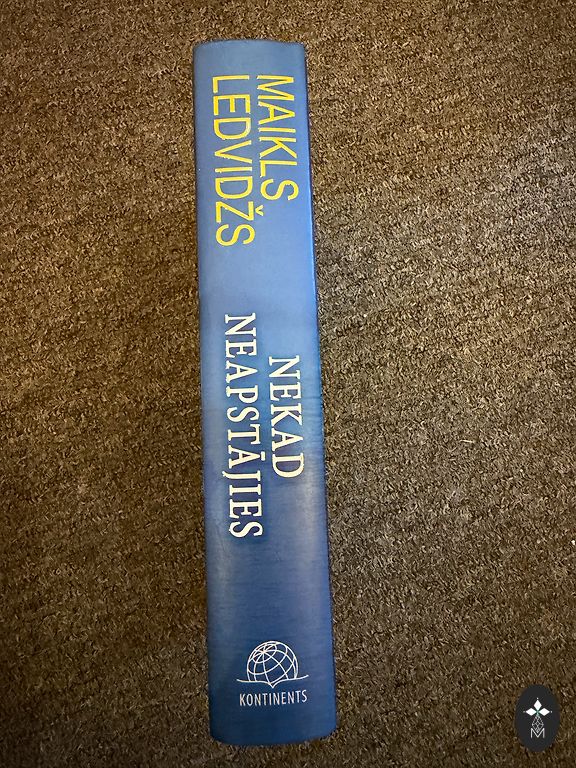 MAIKLS
LEDVIDŽS
NEKAD
NEAPSTĀJIES
KONTINENTS
M